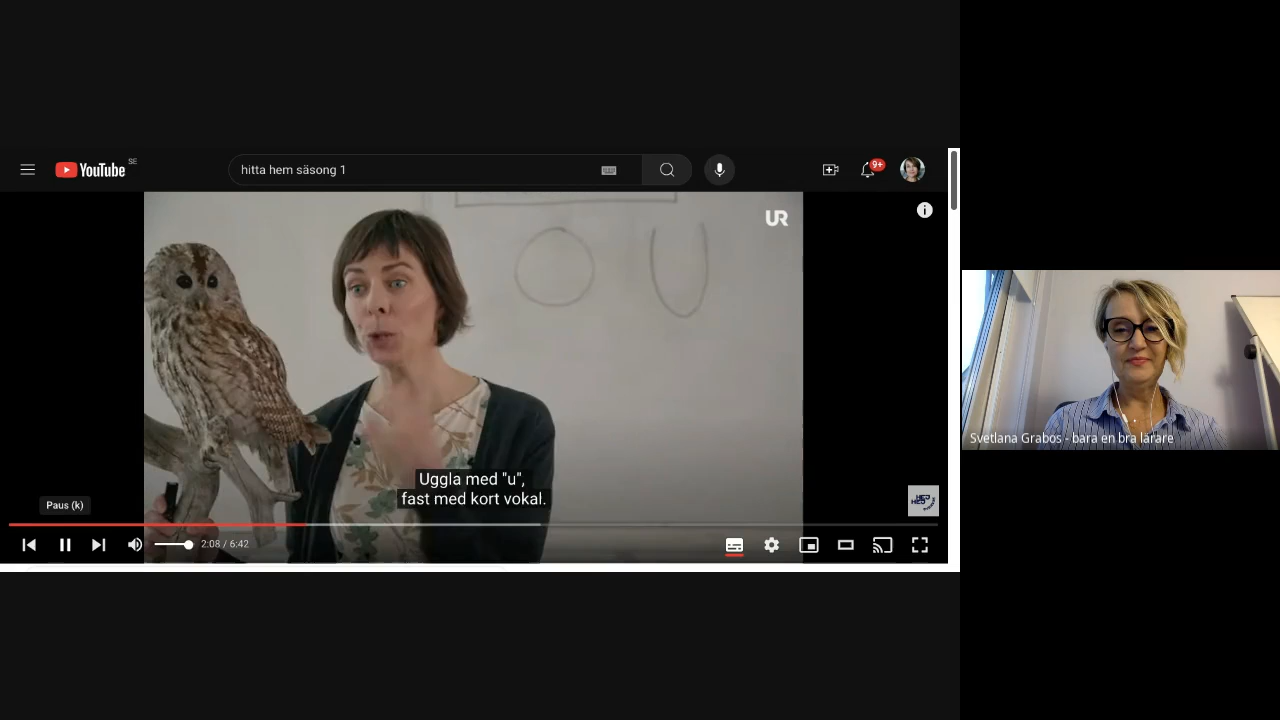 YouTube SE
hitta hem säsong 1
9+
UR
O U
Uggla med "u",
fast med kort vokal.
Paus (k)
2:08 / 6:42
Svetlana Grabos - bara en bra lärare